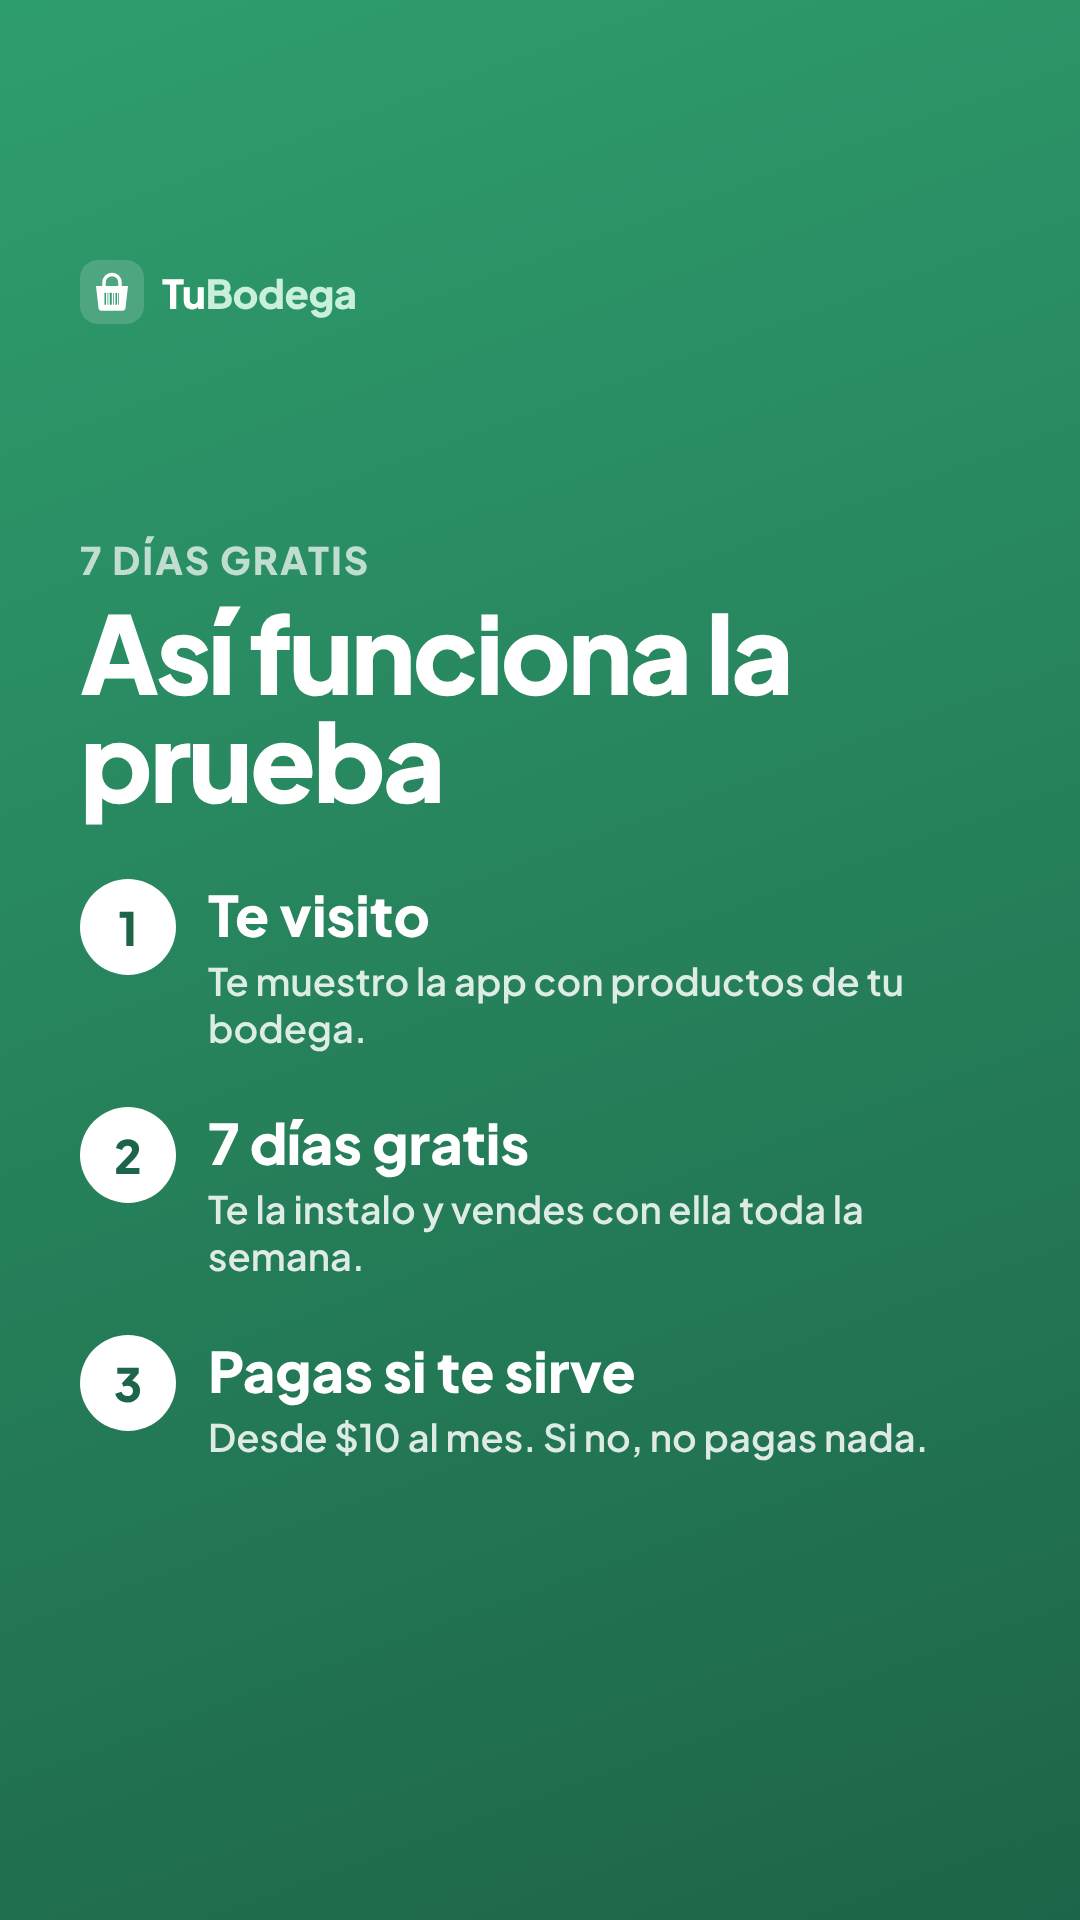 TuBodega
7 DÍAS GRATIS
Así funciona la
prueba
1
Te visito
Te muestro la app con productos de tu
bodega.
2
7 días gratis
Te la instalo y vendes con ella toda la
semana.
3
Pagas si te sirve
Desde $10 al mes. Si no, no pagas nada.